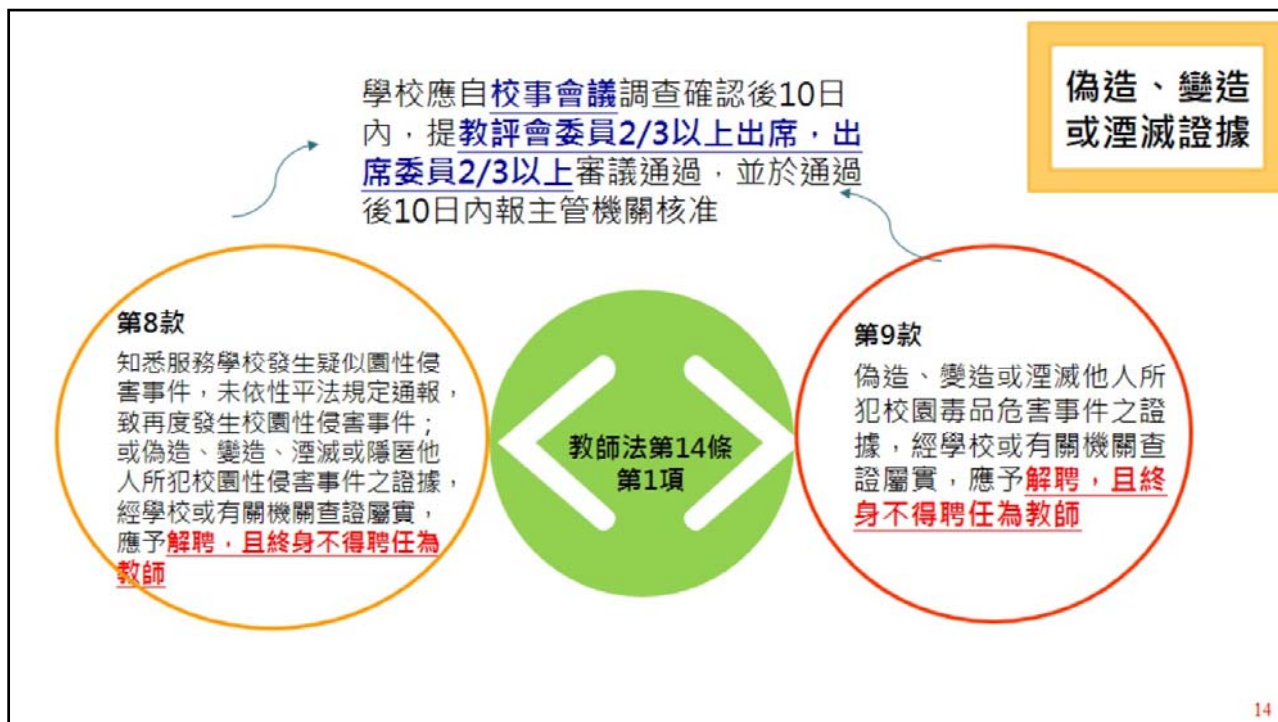 偽造、變造
或湮滅證據
學校應自校事會議調查確認後10日
內，提教評會委員2/3以上出席，出
席委員2/3以上審議通過，並於通過
後10日內報主管機關核准
第8款
知悉服務學校發生疑似園性侵
害事件，未依性平法規定通報，
致再度發生校園性侵害事件；
或偽造、變造、湮滅或隱匿他
人所犯校園性侵害事件之證據，
經學校或有關機關查證屬實，
應予解聘，且終身不得聘任為
教師
教師法第14條
第1項
第9款
偽造、變造或湮滅他人所
犯校園毒品危害事件之證
據，經學校或有關機關查
證屬實，應予解聘，且終
身不得聘任為教師
14